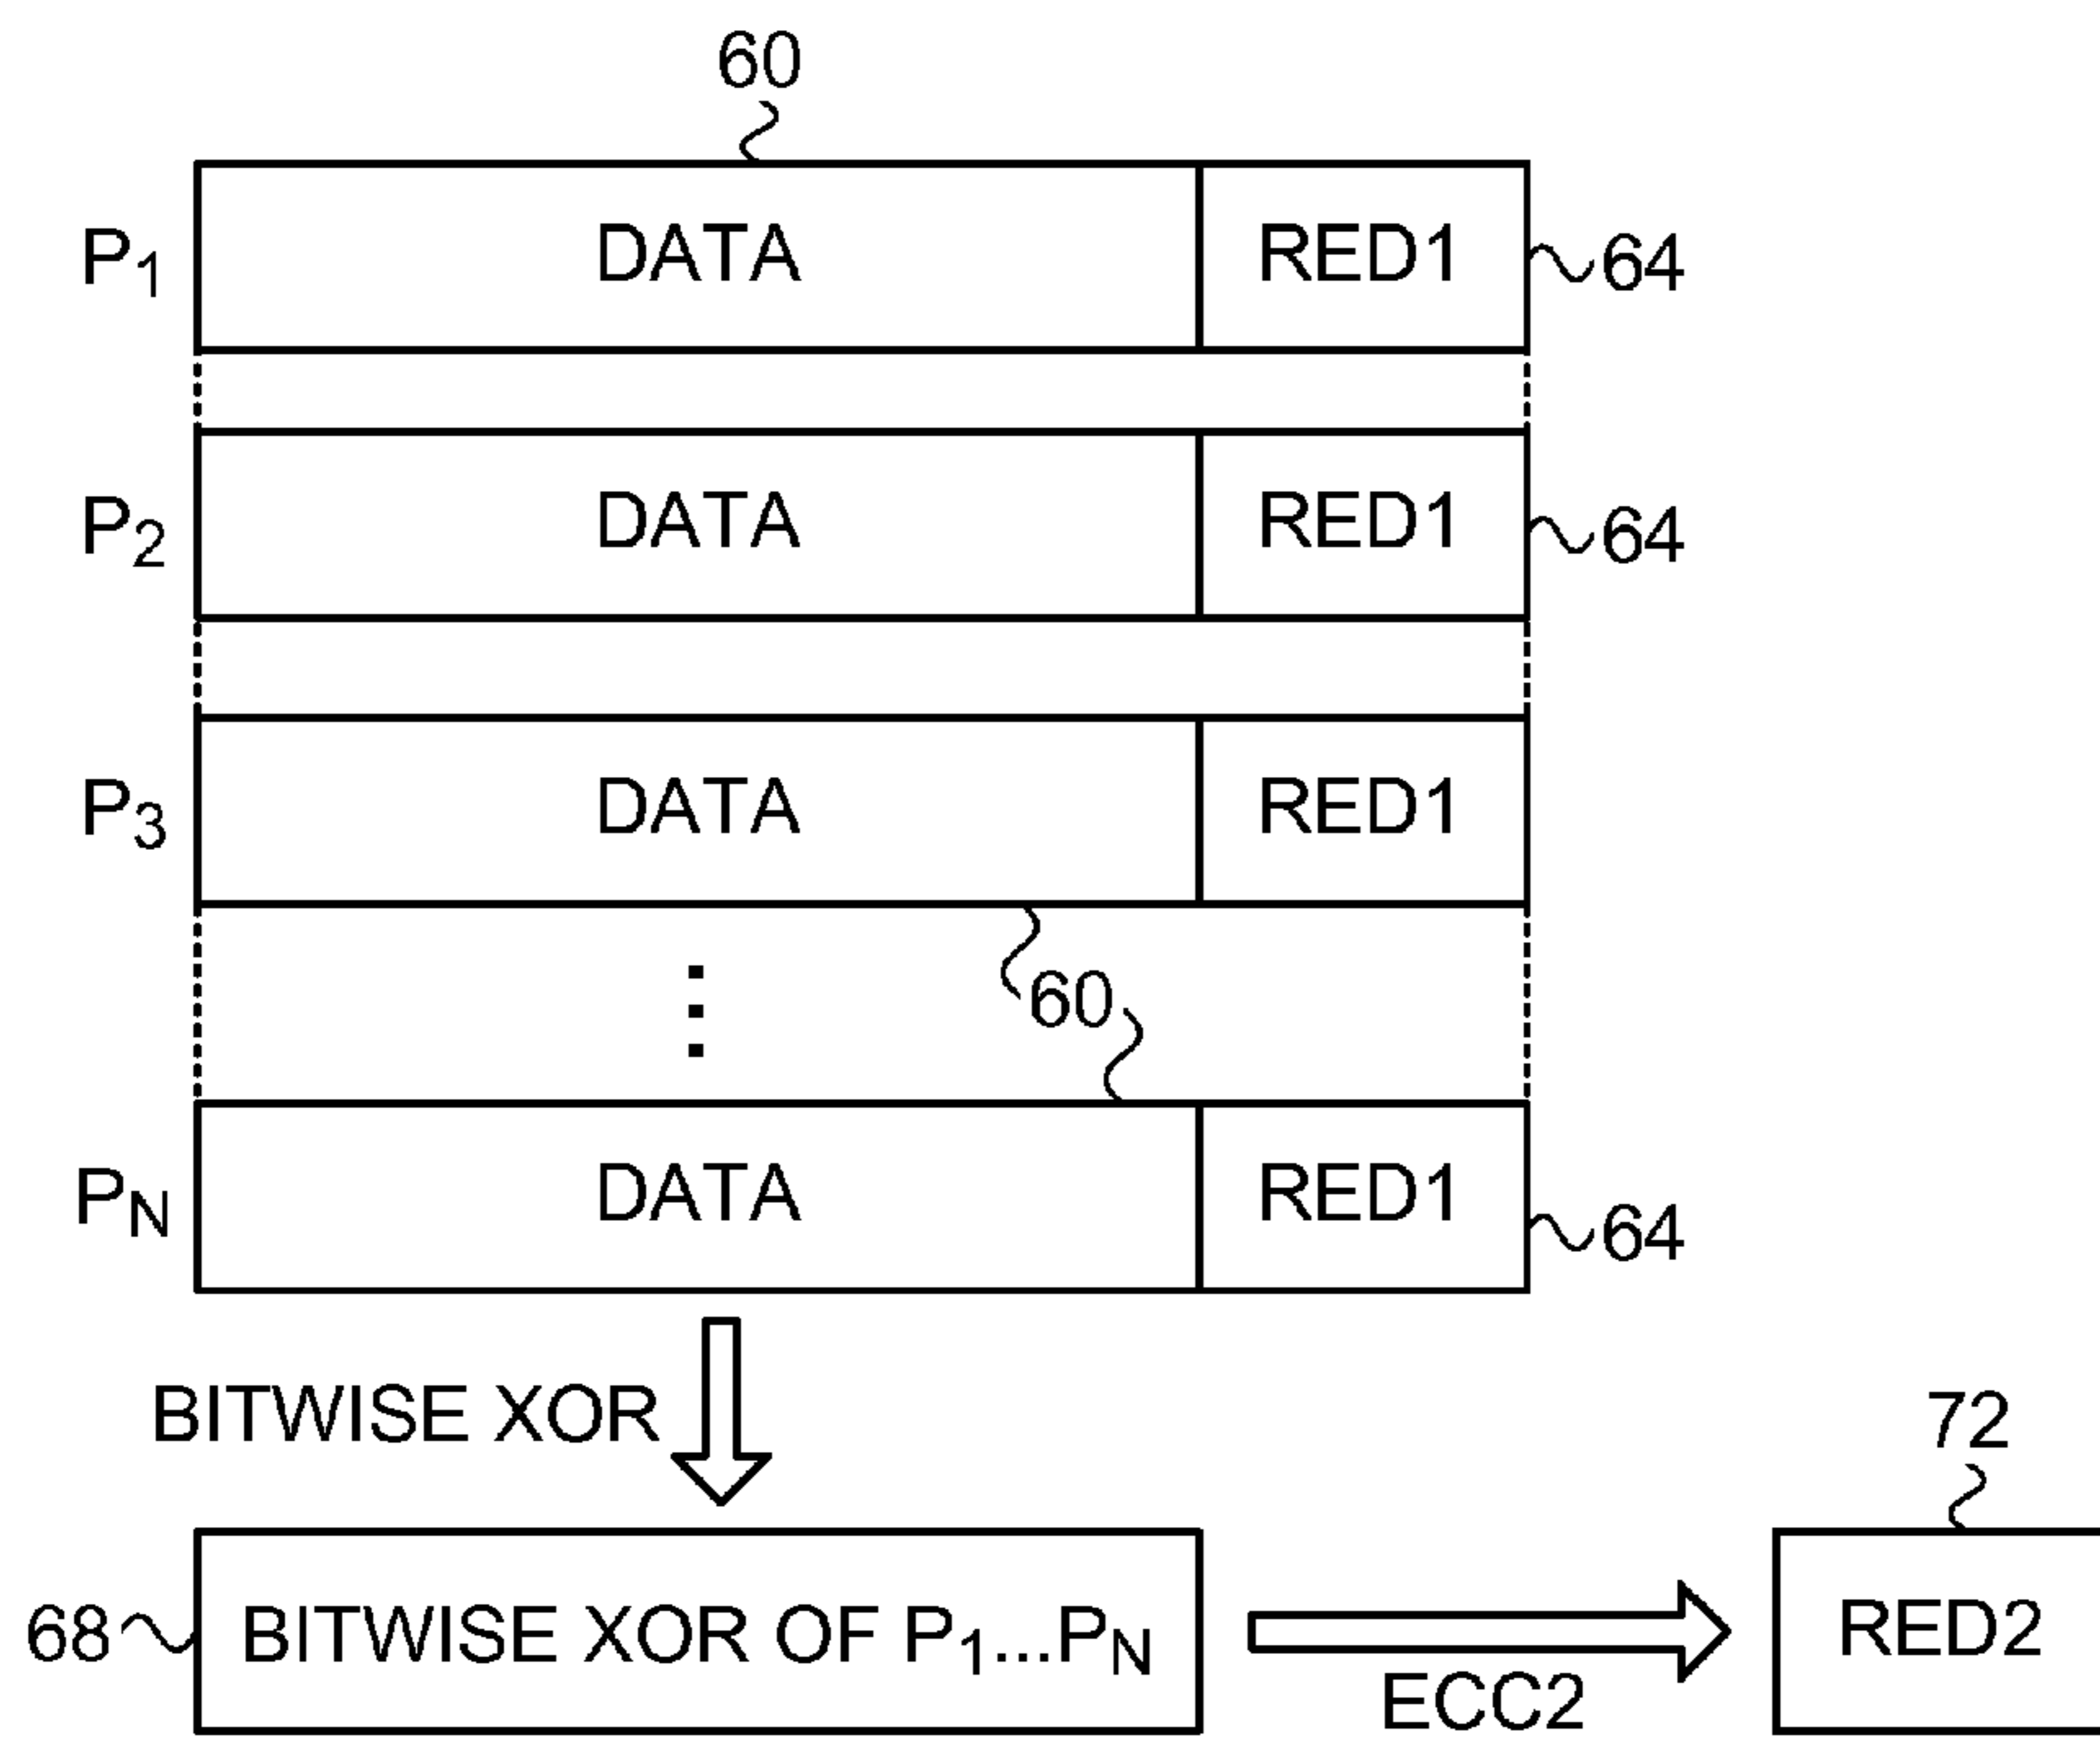 60
P1 DATA RED1 64
P2 DATA RED1 64
P3 DATA RED1
60
PN DATA RED1 64
BITWISE XOR
72
68 BITWISE XOR OF P1...PN RED2
ECC2